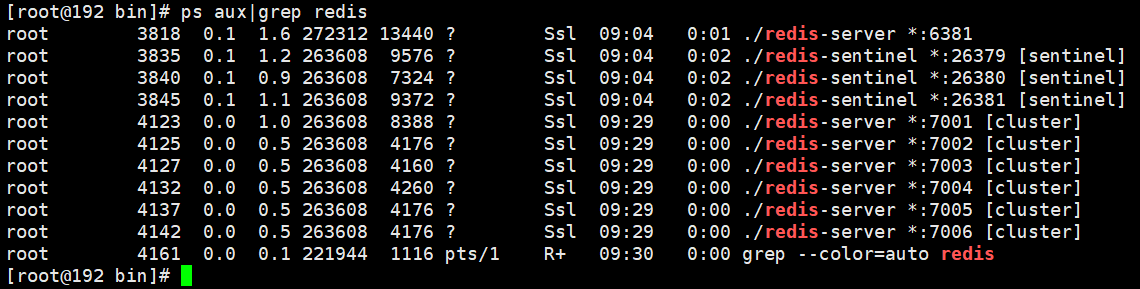 [root@192 bin]# ps aux|grep redis
root 3818 0.1 1.6 272312 13440 ? Ssl 09:04 0:01 ./redis-server *:6381
root 3835 0.1 1.2 263608 9576 ? Ssl 09:04 0:02 ./redis-sentinel *:26379 [sentinel]
root 3840 0.1 0.9 263608 7324 ? Ssl 09:04 0:02 ./redis-sentinel *:26380 [sentinel]
root 3845 0.1 1.1 263608 9372 ? Ssl 09:04 0:02 ./redis-sentinel *:26381 [sentinel]
root 4123 0.0 1.0 263608 8388 ? Ssl 09:29 0:00 ./redis-server *:7001 [cluster]
root 4125 0.0 0.5 263608 4176 ? Ssl 09:29 0:00 ./redis-server *:7002 [cluster]
root 4127 0.0 0.5 263608 4160 ? Ssl 09:29 0:00 ./redis-server *:7003 [cluster]
root 4132 0.0 0.5 263608 4260 ? Ssl 09:29 0:00 ./redis-server *:7004 [cluster]
root 4137 0.0 0.5 263608 4176 ? Ssl 09:29 0:00 ./redis-server *:7005 [cluster]
root 4142 0.0 0.5 263608 4176 ? Ssl 09:29 0:00 ./redis-server *:7006 [cluster]
root 4161 0.0 0.1 221944 1116 pts/1 R+ 09:30 0:00 grep --color=auto redis
[root@192 bin]#